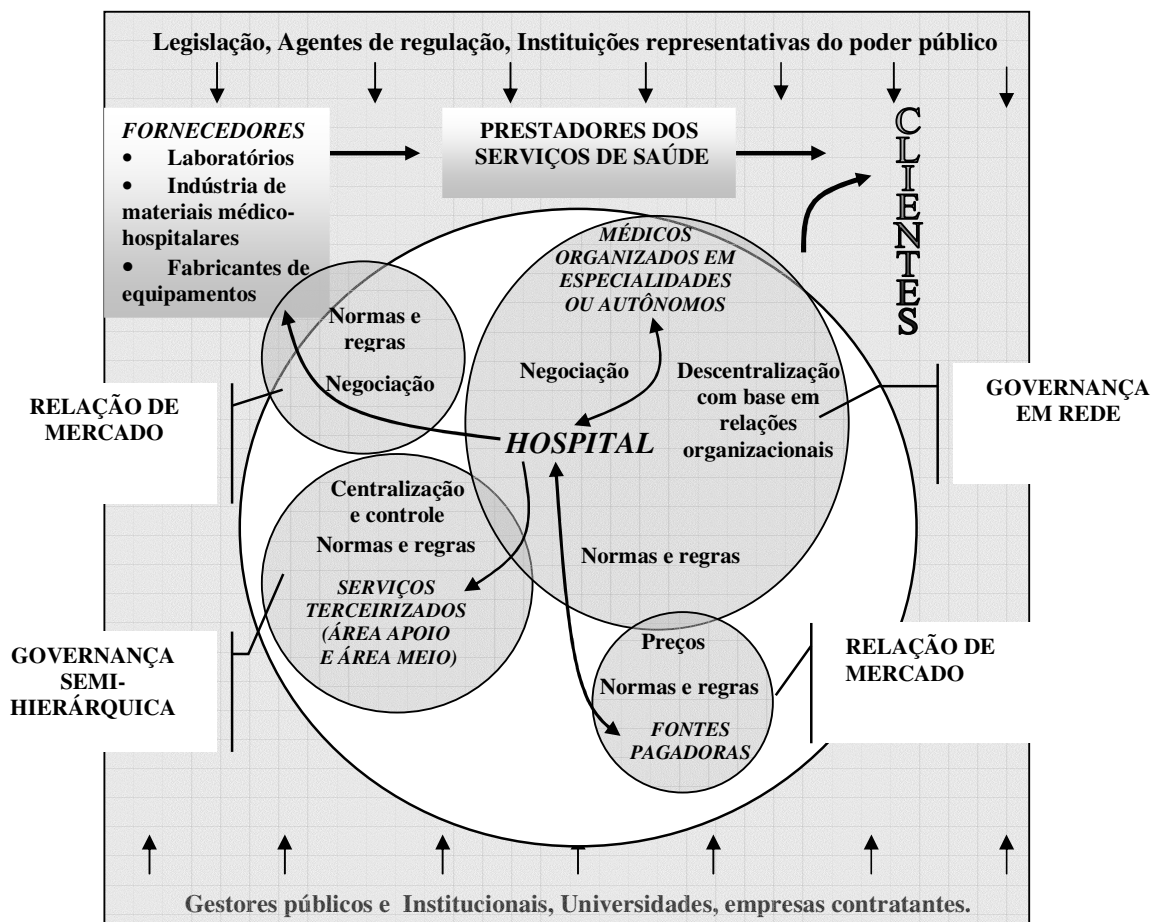 Legislação, Agentes de regulação, Instituições representativas do poder público
FORNECEDORES
• Laboratórios
• Indústria de
materiais médico-
hospitalares
• Fabricantes de
equipamentos
PRESTADORES DOS
SERVIÇOS DE SAÚDE
CLIENTES
MÉDICOS
ORGANIZADOS EM
ESPECIALIDADES
OU AUTÔNOMOS
Normas e
regras
Negociação
RELAÇÃO DE
MERCADO
Negociação
Descentralização
com base em
relações
organizacionais
GOVERNANÇA
EM REDE
HOSPITAL
Centralização
e controle
Normas e regras
SERVIÇOS
TERCEIRIZADOS
(ÁREA APOIO
E ÁREA MEIO)
GOVERNANÇA
SEMI-
HIERÁRQUICA
Normas e regras
Preços
Normas e regras
FONTES
PAGADORAS
RELAÇÃO DE
MERCADO
Gestores públicos e Institucionais, Universidades, empresas contratantes.